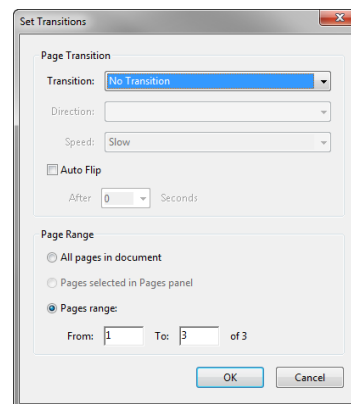 Set Transitions
Page Transition
Transition: No Transition
Direction:
Speed: Slow
Auto Flip
After 0 Seconds
Page Range
All pages in document
Pages selected in Pages panel
Pages range:
From: 1 To: 3 of 3
OK Cancel